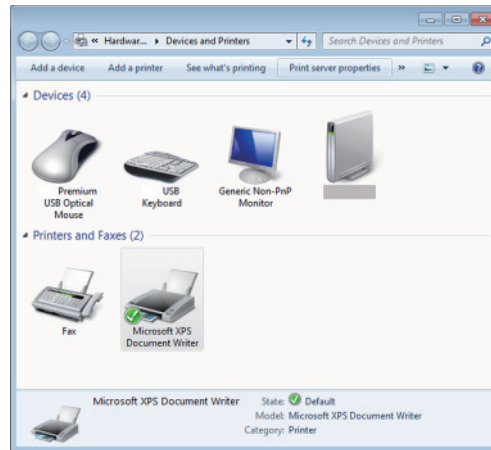 « Hardwar... ▸ Devices and Printers
Search Devices and Printers
Add a device Add a printer See what's printing Print server properties »
Devices (4)
Premium
USB Optical
Mouse
USB
Keyboard
Generic Non-PnP
Monitor
Printers and Faxes (2)
Fax
Microsoft XPS
Document Writer
Microsoft XPS Document Writer State: Default
Model: Microsoft XPS Document Writer
Category: Printer